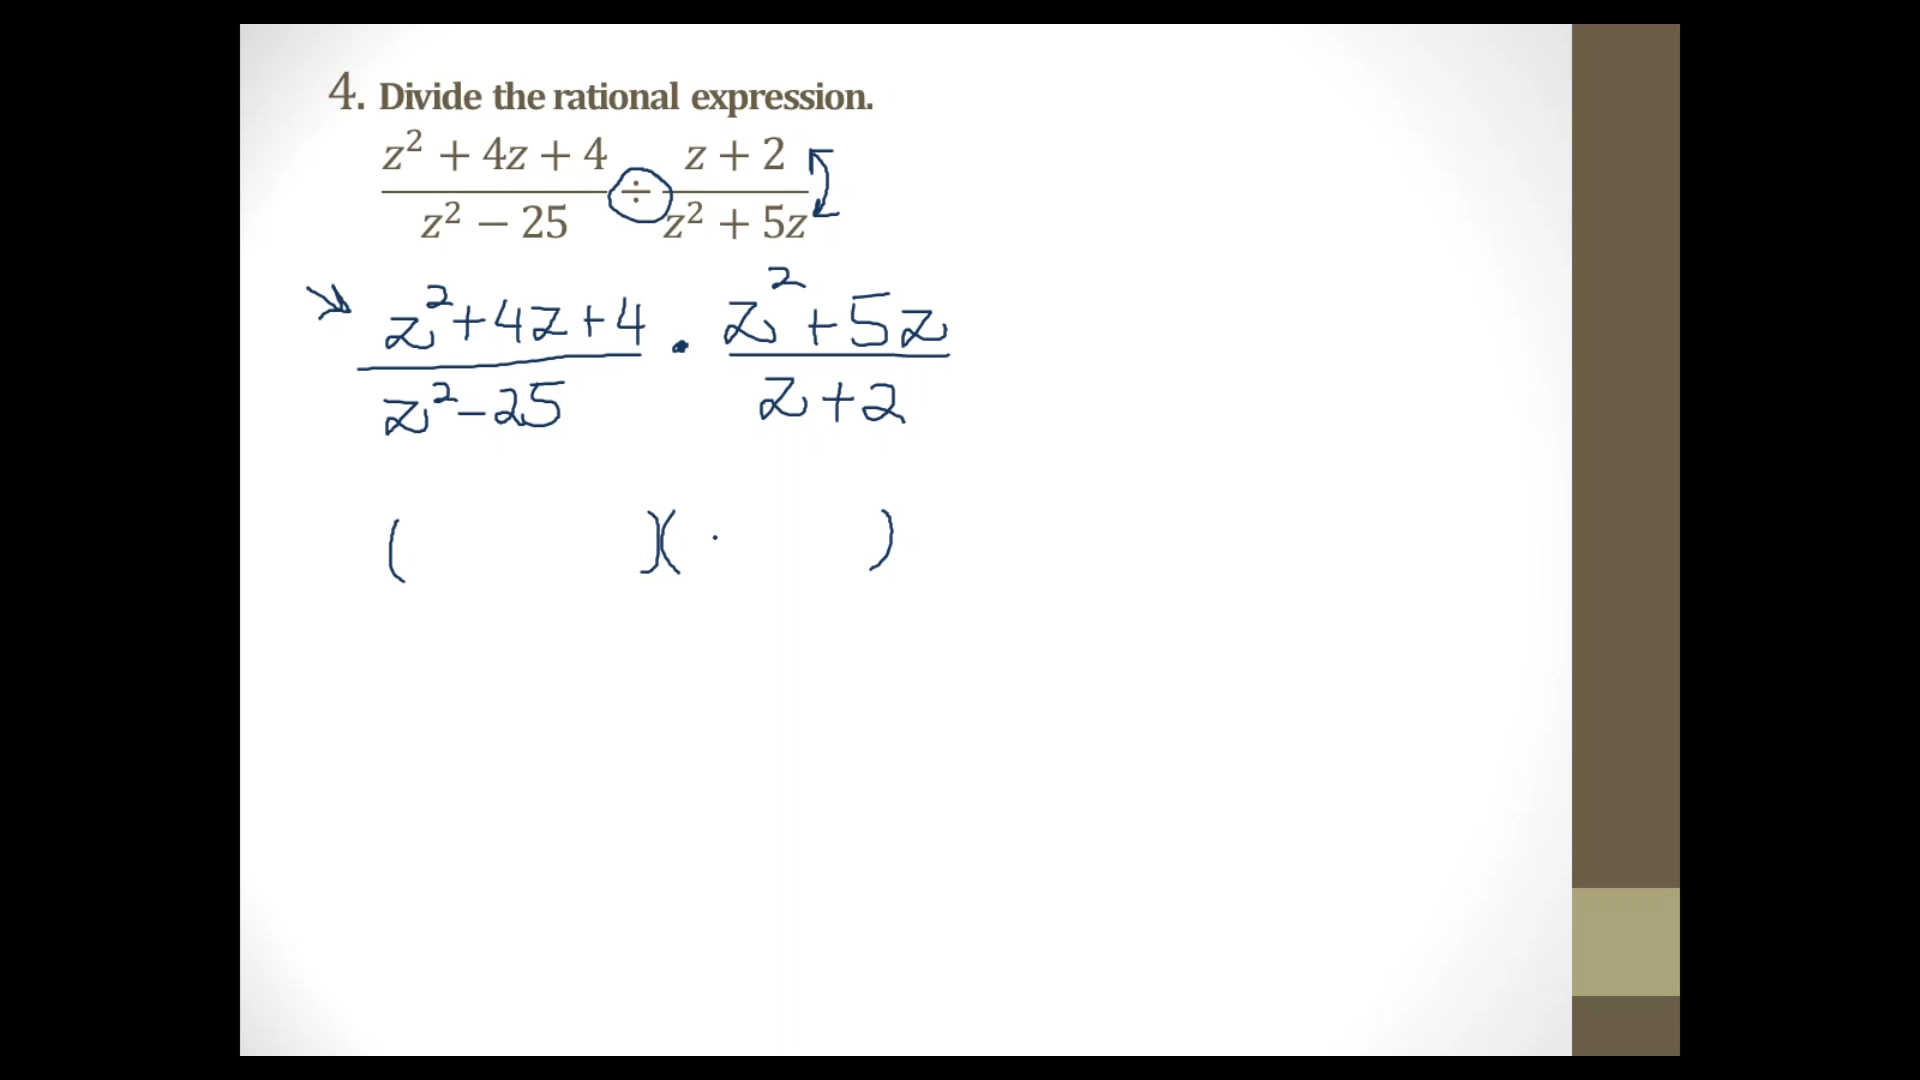 4. Divide the rational expression.
z² + 4z + 4 ÷ z + 2
z² − 25 z² + 5z
z²+4z+4 · z²+5z
z²-25 z+2
( )( · )